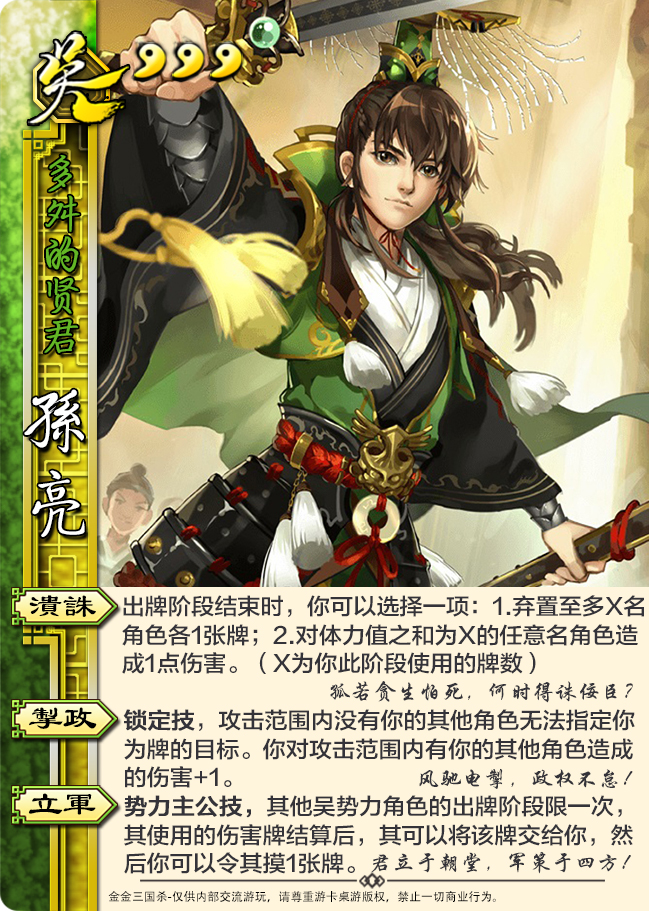 吴
多舛的贤君
孫亮
潰誅
出牌阶段结束时，你可以选择一项：1.弃置至多X名
角色各1张牌；2.对体力值之和为X的任意名角色造
成1点伤害。（X为你此阶段使用的牌数）
孤若贪生怕死，何时得诛佞臣？
掣政
锁定技，攻击范围内没有你的其他角色无法指定你
为牌的目标。你对攻击范围内有你的其他角色造成
的伤害+1。
风驰电掣，政权不怠！
立軍
势力主公技，其他吴势力角色的出牌阶段限一次，
其使用的伤害牌结算后，其可以将该牌交给你，然
后你可以令其摸1张牌。
君立于朝堂，军策于四方！
金金三国杀-仅供内部交流游玩，请尊重游卡桌游版权，禁止一切商业行为。